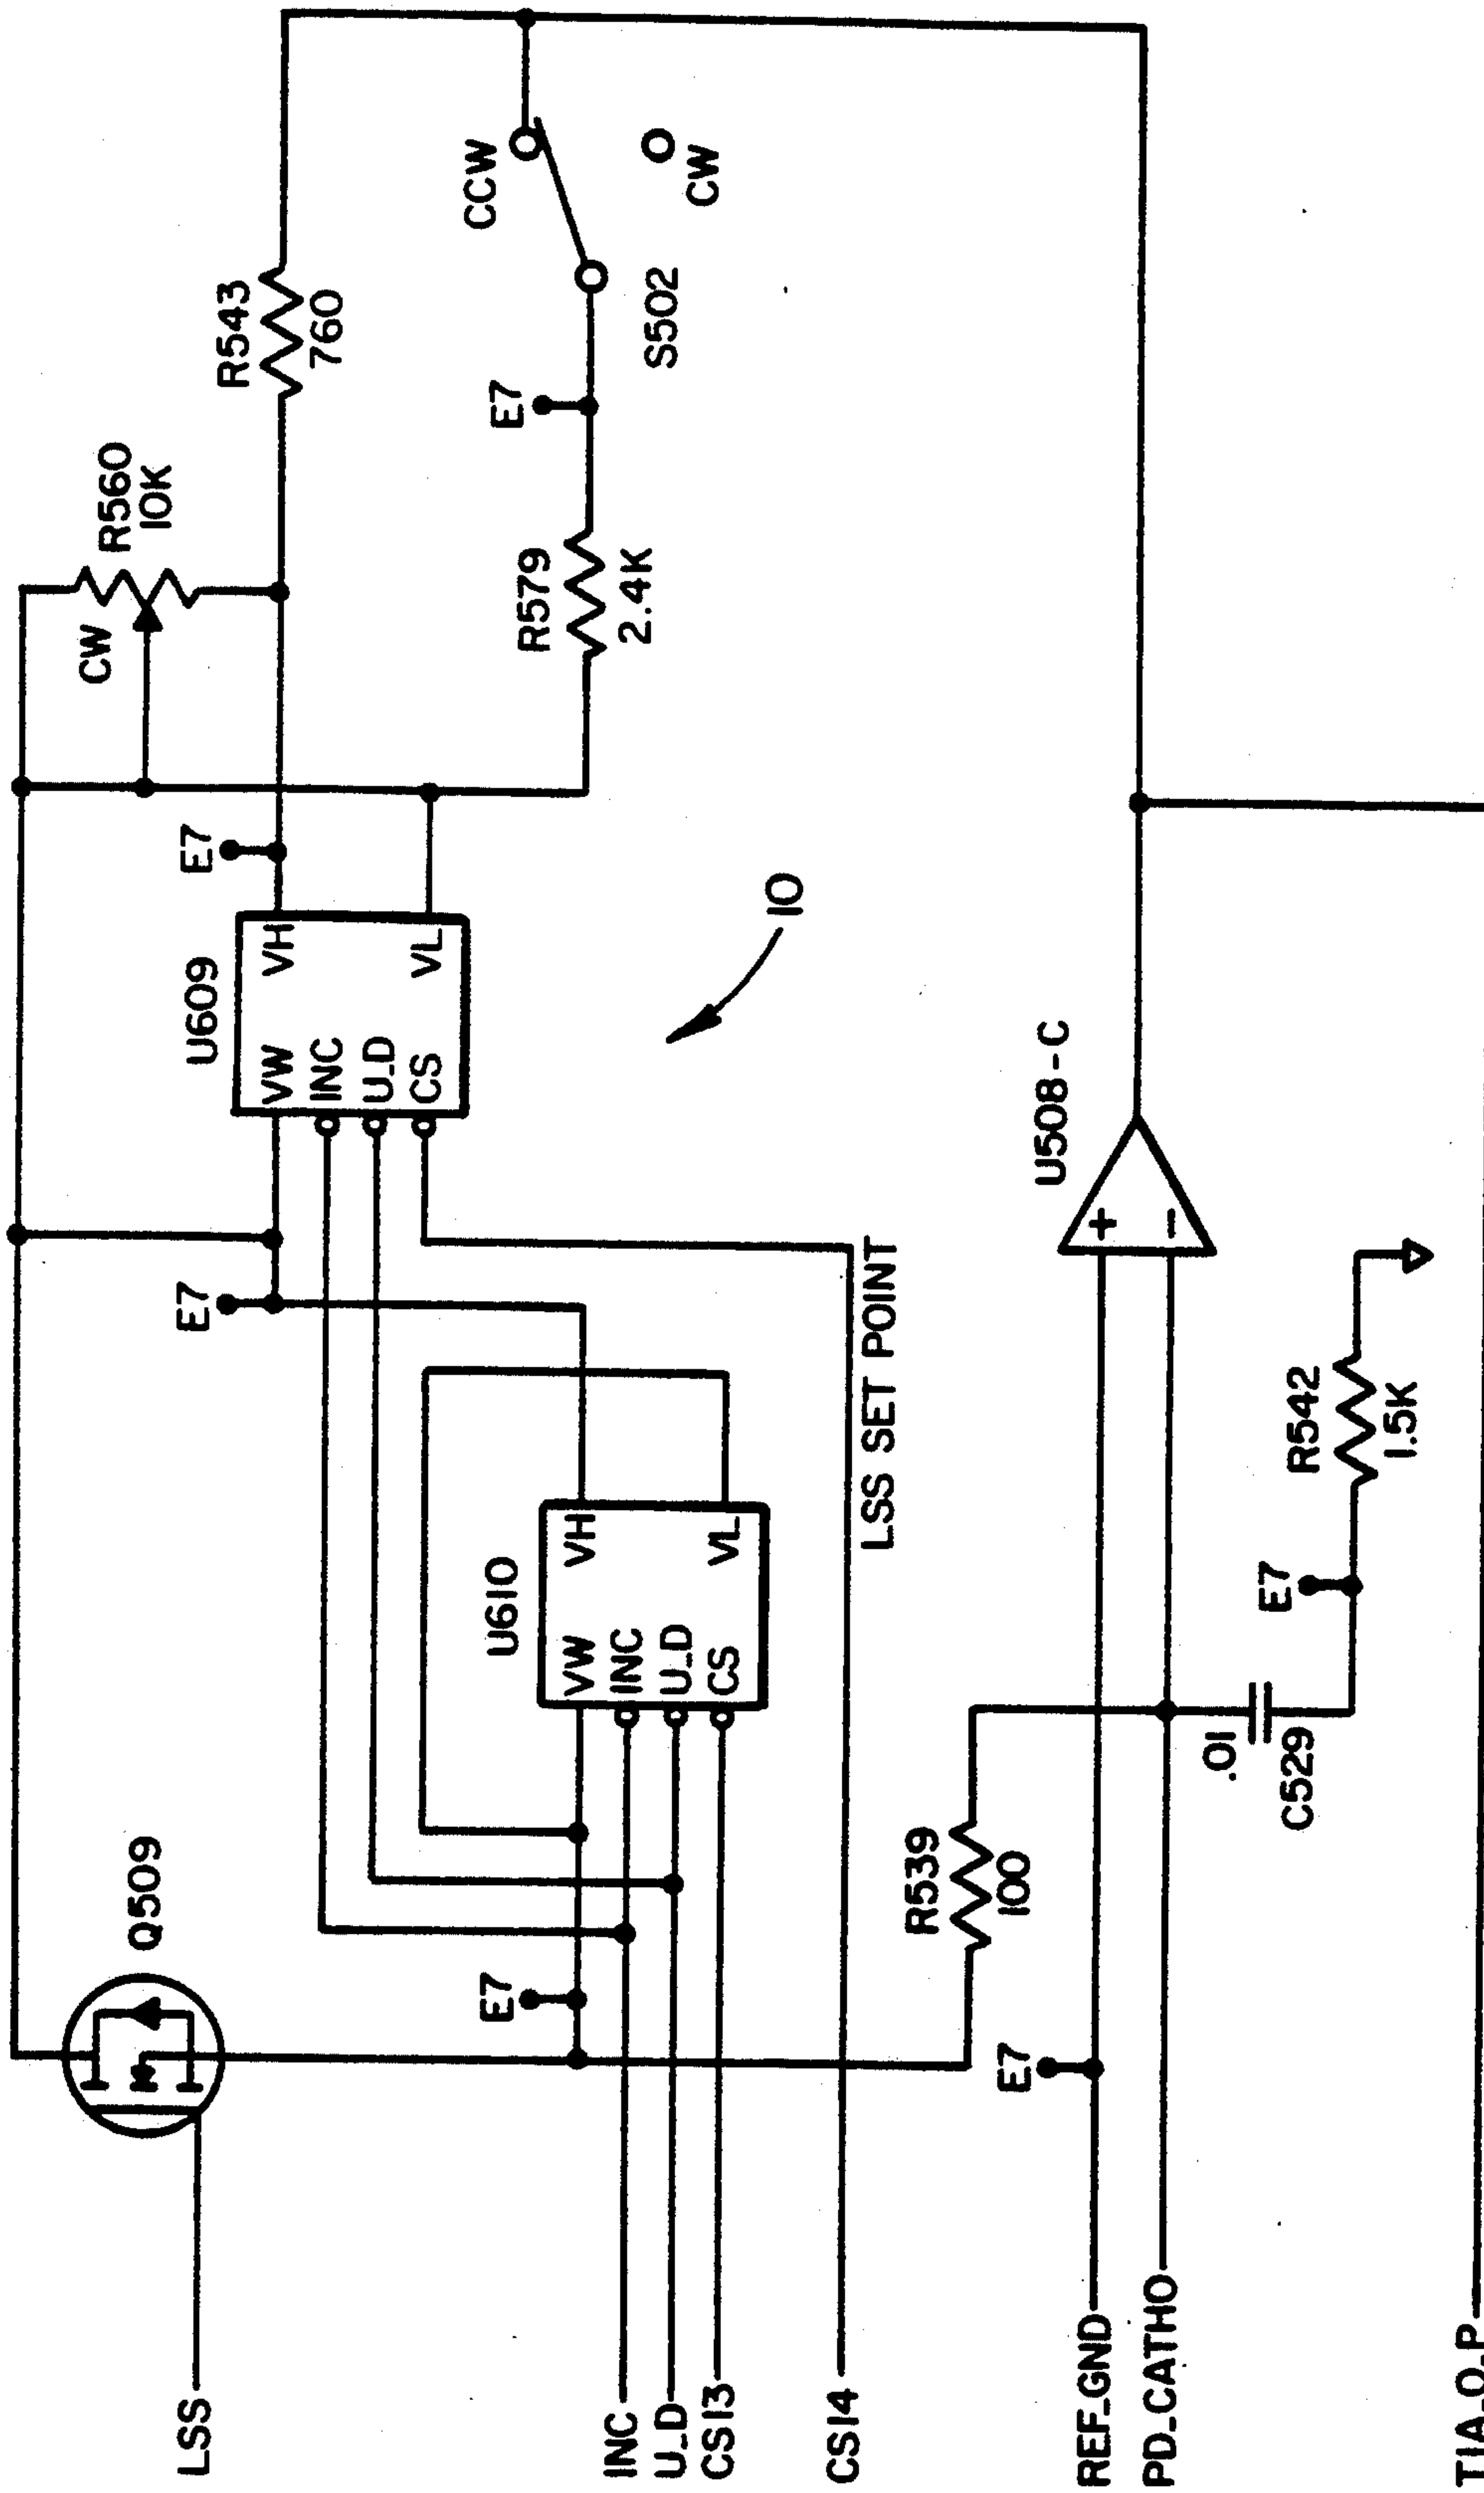 R543
760
CCW
CW
S502
E7
R560
10K
CW
R579
2.4K
E7
U609
VW
VH
INC
U_D
CS
VL
10
E7
LSS SET POINT
U610
VW
VH
INC
U_D
CS
VL
Q509
E7
LSS
INC
U_D
CS13
CS14
U508-C
+
-
R539
100
E7
REF_GND
PD_CATHO
.01
C529
E7
R542
1.5K
TIA_O_P